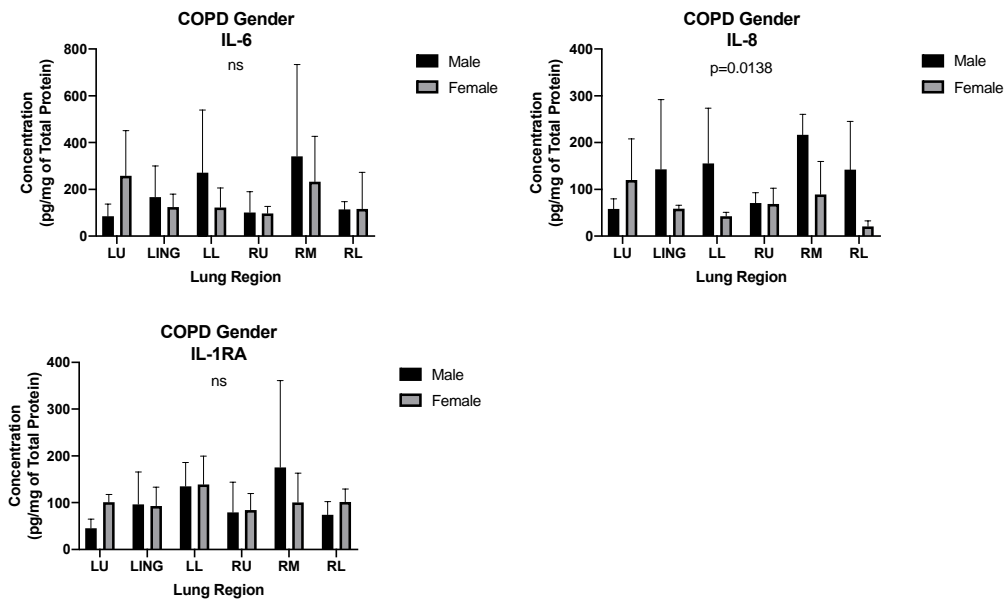 COPD Gender
IL-6
ns
800
600
400
200
0
Concentration
(pg/mg of Total Protein)
LU LING LL RU RM RL
Lung Region
Male
Female
COPD Gender
IL-8
p=0.0138
400
300
200
100
0
Concentration
(pg/mg of Total Protein)
LU LING LL RU RM RL
Lung Region
Male
Female
COPD Gender
IL-1RA
ns
400
300
200
100
0
Concentration
(pg/mg of Total Protein)
LU LING LL RU RM RL
Lung Region
Male
Female